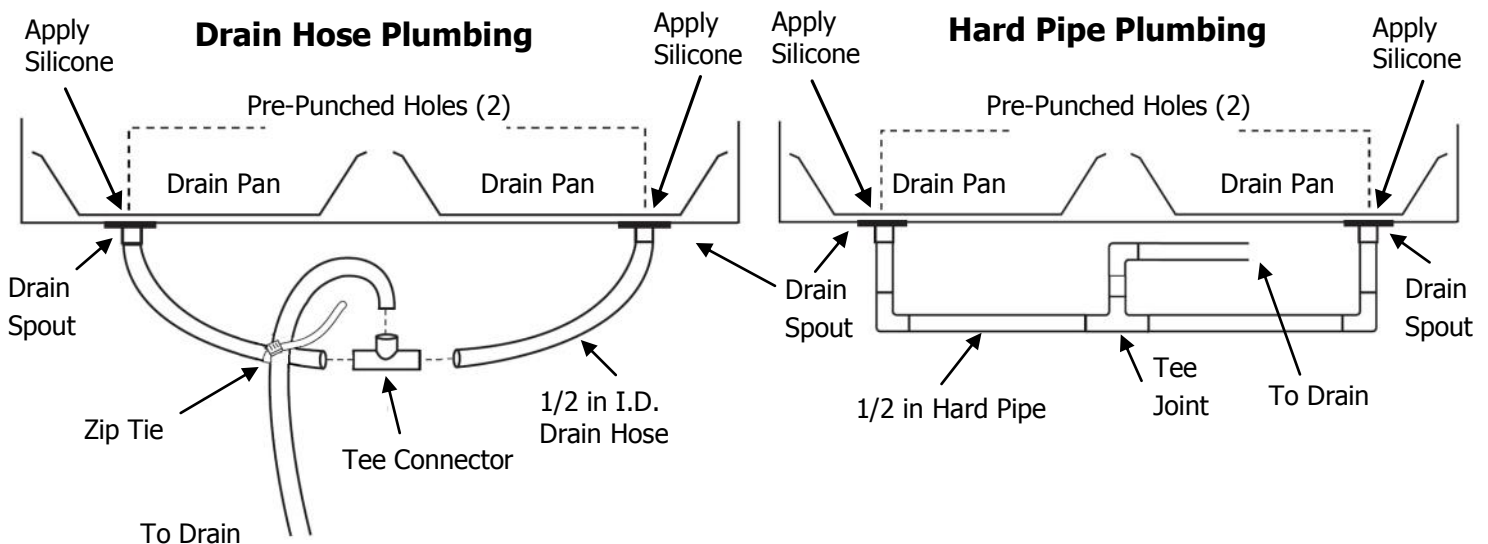 Drain Hose Plumbing
Apply
Silicone
Apply
Silicone
Pre-Punched Holes (2)
Drain Pan
Drain Pan
Drain
Spout
Drain
Spout
Zip Tie
Tee Connector
1/2 in I.D.
Drain Hose
To Drain
Hard Pipe Plumbing
Apply
Silicone
Apply
Silicone
Pre-Punched Holes (2)
Drain Pan
Drain Pan
Drain
Spout
1/2 in Hard Pipe
Tee
Joint
To Drain